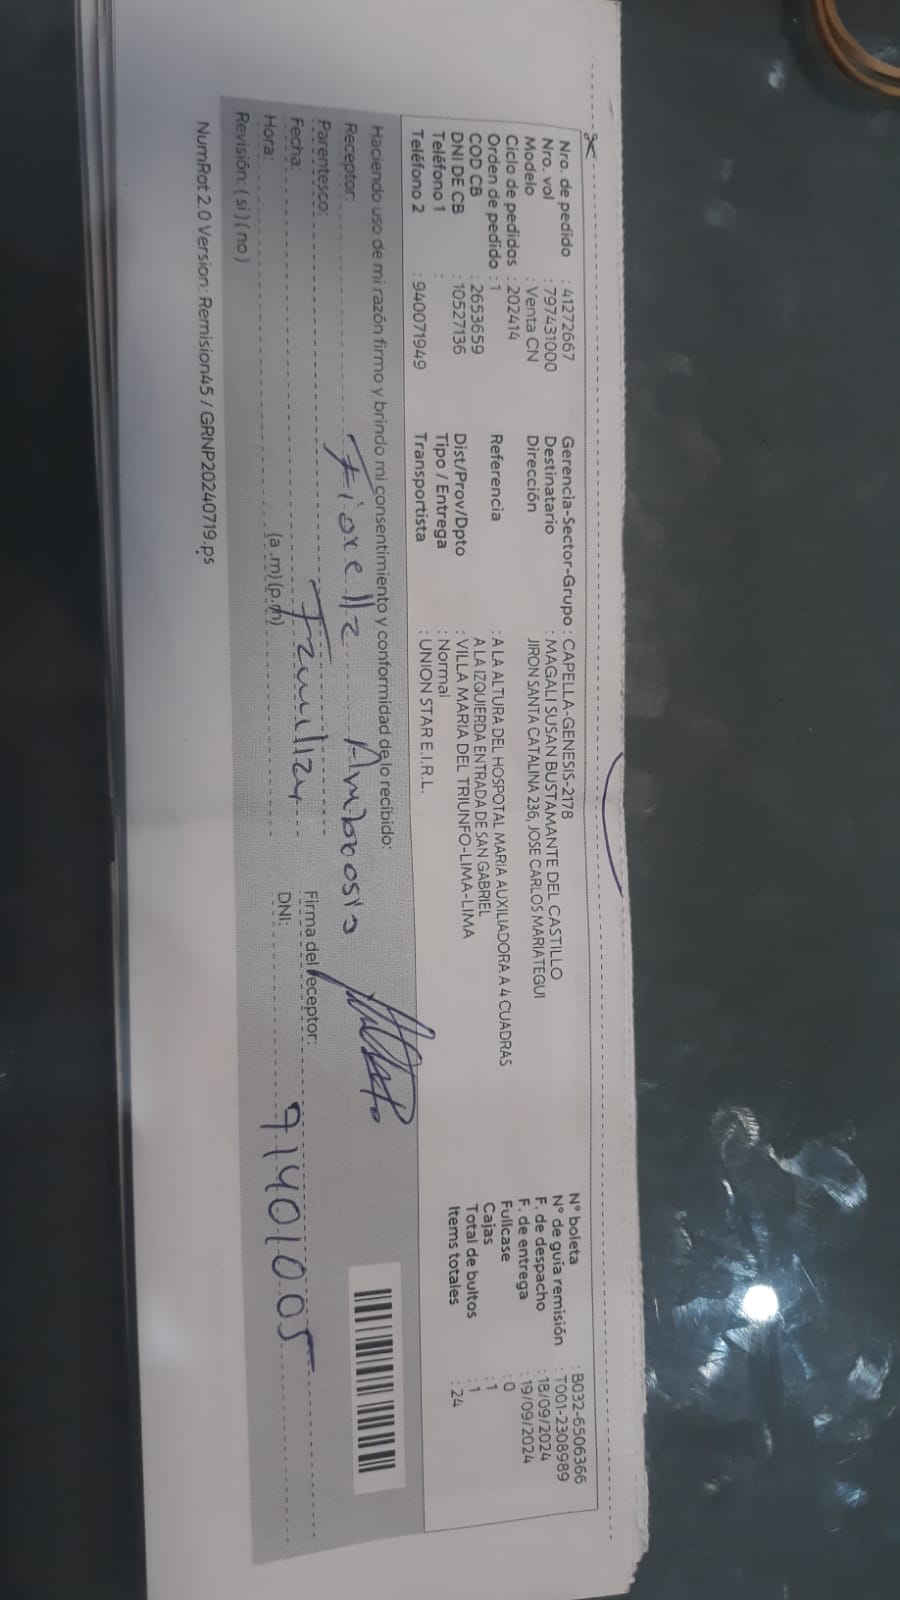 Nro. de pedido : 41272667
Nro. vol : 797431000
Modelo : Venta CN
Ciclo de pedidos : 202414
Orden de pedido : 1
COD CB : 2653659
DNI DE CB : 10527136
Teléfono 1 :
Teléfono 2 : 940071949
Gerencia-Sector-Grupo : CAPELLA-GENESIS-2178
Destinatario : MAGALI SUSAN BUSTAMANTE DEL CASTILLO
Dirección JIRON SANTA CATALINA 236, JOSE CARLOS MARIATEGUI
Referencia : A LA ALTURA DEL HOSPOTAL MARIA AUXILIADORA A 4 CUADRAS
A LA IZQUIERDA ENTRADA DE SAN GABRIEL
Dist/Prov/Dpto : VILLA MARIA DEL TRIUNFO-LIMA-LIMA
Tipo / Entrega : Normal
Transportista : UNION STAR E.I.R.L.
N° boleta : B032-6506366
N° de guía remisión : T001-2308989
F. de despacho : 18/09/2024
F. de entrega : 19/09/2024
Fullcase : 0
Cajas : 1
Total de bultos : 1
Items totales : 24
Haciendo uso de mi razón firmo y brindo mi consentimiento y conformidad de lo recibido:
Receptor: Fiorella Ambrosio
Parentesco: Familiar
Firma del receptor:
Fecha:
DNI: 91401005
Hora: (a.m) (p.m)
Revisión: ( si ) ( no )
NumRot2.0 Version: Remision45 / GRNP20240719.ps